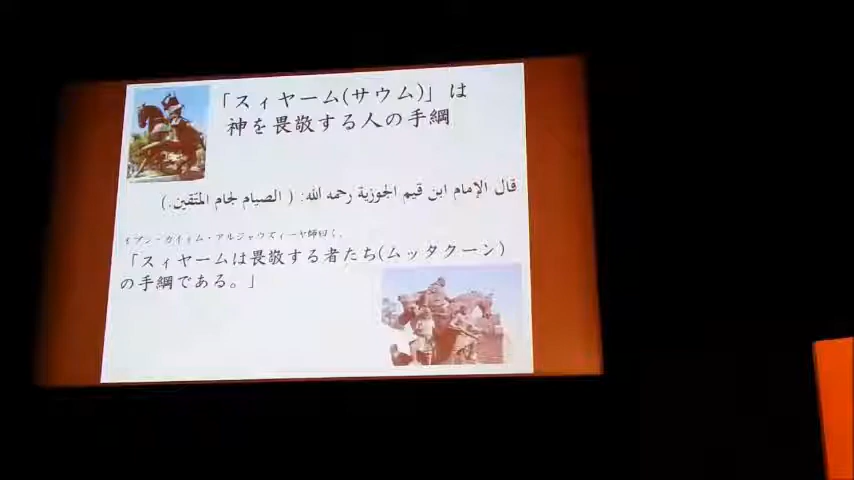 「スィヤーム(サウム)」は
神を畏敬する人の手綱
قال الإمام ابن قيم الجوزية رحمه الله: ( الصيام لجام المتقين.)
イブン・カイイム・アルジャウズィーヤ師曰く、
「スィヤームは畏敬する者たち(ムッタクーン)
の手綱である。」